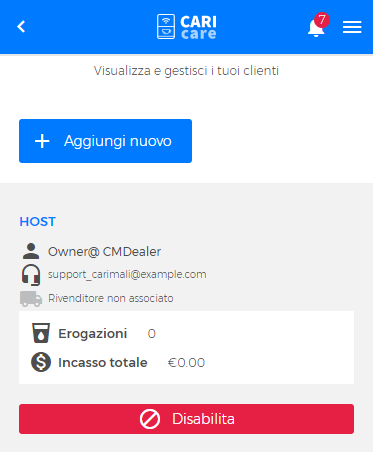 CARI
care
7
Visualizza e gestisci i tuoi clienti
Aggiungi nuovo
HOST
Owner@ CMDealer
support_carimali@example.com
Rivenditore non associato
Erogazioni 0
Incasso totale €0.00
Disabilita